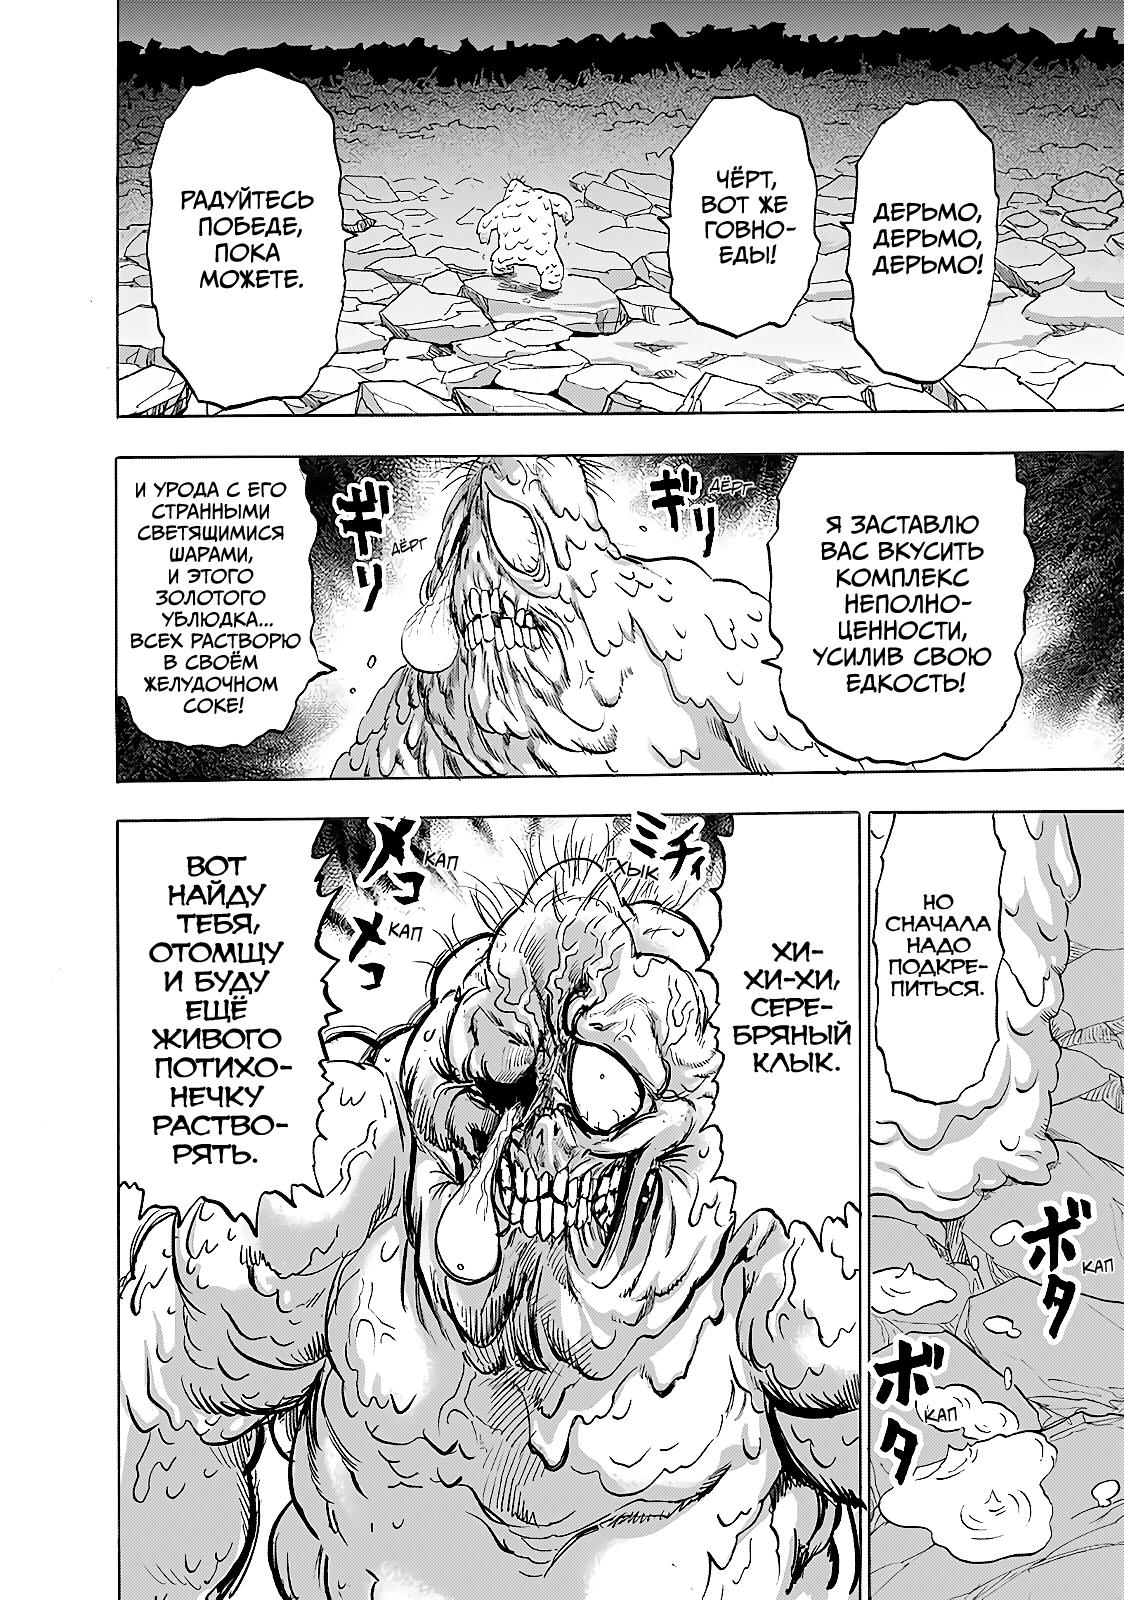 ДЕРЬМО,
ДЕРЬМО,
ДЕРЬМО!
ЧЁРТ,
ВОТ ЖЕ
ГОВНО-
ЕДЫ!
РАДУЙТЕСЬ
ПОБЕДЕ,
ПОКА
МОЖЕТЕ.
Я ЗАСТАВЛЮ
ВАС ВКУСИТЬ
КОМПЛЕКС
НЕПОЛНО-
ЦЕННОСТИ,
УСИЛИВ СВОЮ
ЕДКОСТЬ!
ギリ
ДЁРГ
ギリ
ДЁРГ
И УРОДА С ЕГО
СТРАННЫМИ
СВЕТЯЩИМИСЯ
ШАРАМИ,
И ЭТОГО
ЗОЛОТОГО
УБЛЮДКА...
ВСЕХ РАСТВОРЮ
В СВОЁМ
ЖЕЛУДОЧНОМ
СОКЕ!
НО
СНАЧАЛА
НАДО
ПОДКРЕ-
ПИТЬСЯ.
ボタ
КАП
ボタ
КАП
ミチィ
ГХЫК
ХИ-
ХИ-ХИ,
СЕРЕ-
БРЯНЫЙ
КЛЫК.
メコ
КАП
メコ
КАП
ВОТ
НАЙДУ
ТЕБЯ,
ОТОМЩУ
И БУДУ
ЕЩЁ
ЖИВОГО
ПОТИХО-
НЕЧКУ
РАСТВО-
РЯТЬ.